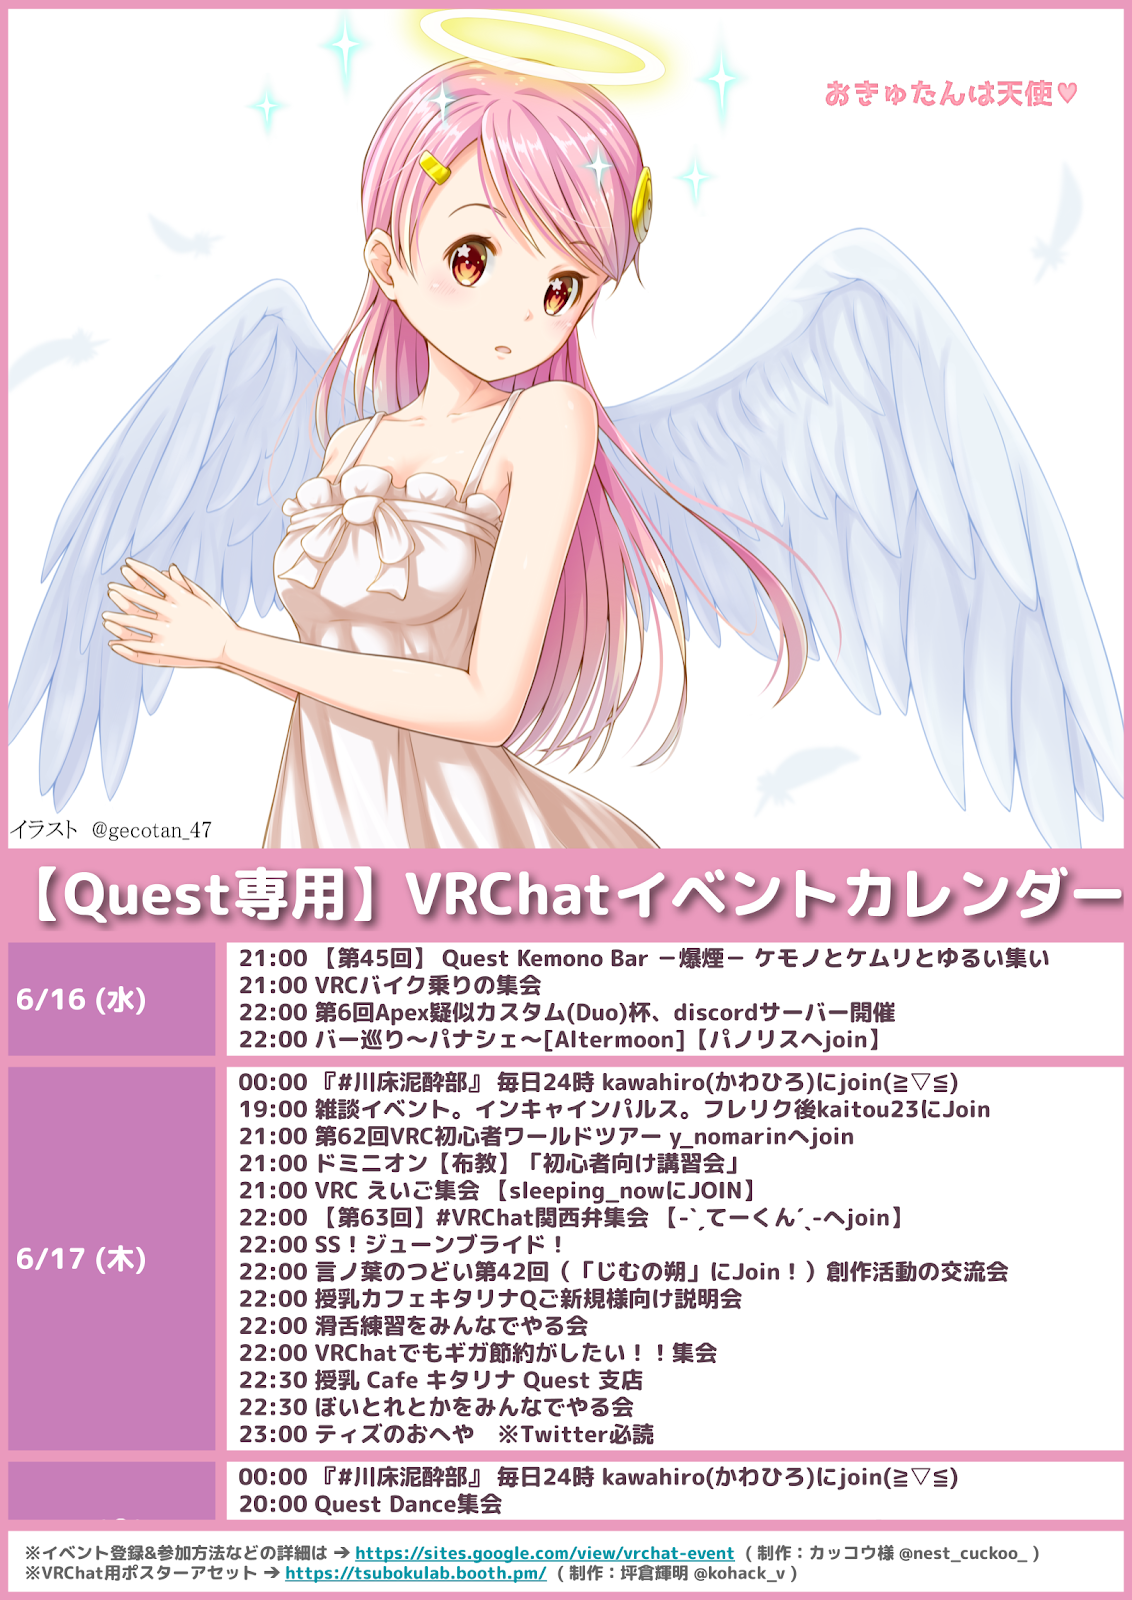 おきゅたんは天使♥
イラスト @gecotan_47
【Quest専用】VRChatイベントカレンダー
6/16 (水)
21:00 【第45回】 Quest Kemono Bar －爆煙－ ケモノとケムリとゆるい集い
21:00 VRCバイク乗りの集会
22:00 第6回Apex疑似カスタム(Duo)杯、discordサーバー開催
22:00 バー巡り～パナシェ～[Altermoon]【パノリスへjoin】
6/17 (木)
00:00 『#川床泥酔部』 毎日24時 kawahiro(かわひろ)にjoin(≧▽≦)
19:00 雑談イベント。インキャインパルス。フレリク後kaitou23にJoin
21:00 第62回VRC初心者ワールドツアー y_nomarinへjoin
21:00 ドミニオン【布教】「初心者向け講習会」
21:00 VRC えいご集会 【sleeping_nowにJOIN】
22:00 【第63回】#VRChat関西弁集会 【-`ˏてーくんˊˎ-へjoin】
22:00 SS！ジューンブライド！
22:00 言ノ葉のつどい第42回（「じむの朔」にJoin！）創作活動の交流会
22:00 授乳カフェキタリナQご新規様向け説明会
22:00 滑舌練習をみんなでやる会
22:00 VRChatでもギガ節約がしたい！！集会
22:30 授乳 Cafe キタリナ Quest 支店
22:30 ぼいとれとかをみんなでやる会
23:00 ティズのおへや　※Twitter必読
00:00 『#川床泥酔部』 毎日24時 kawahiro(かわひろ)にjoin(≧▽≦)
20:00 Quest Dance集会
※イベント登録&参加方法などの詳細は → https://sites.google.com/view/vrchat-event （制作：カッコウ様 @nest_cuckoo_ ）
※VRChat用ポスターアセット → https://tsubokulab.booth.pm/ （制作：坪倉輝明 @kohack_v ）